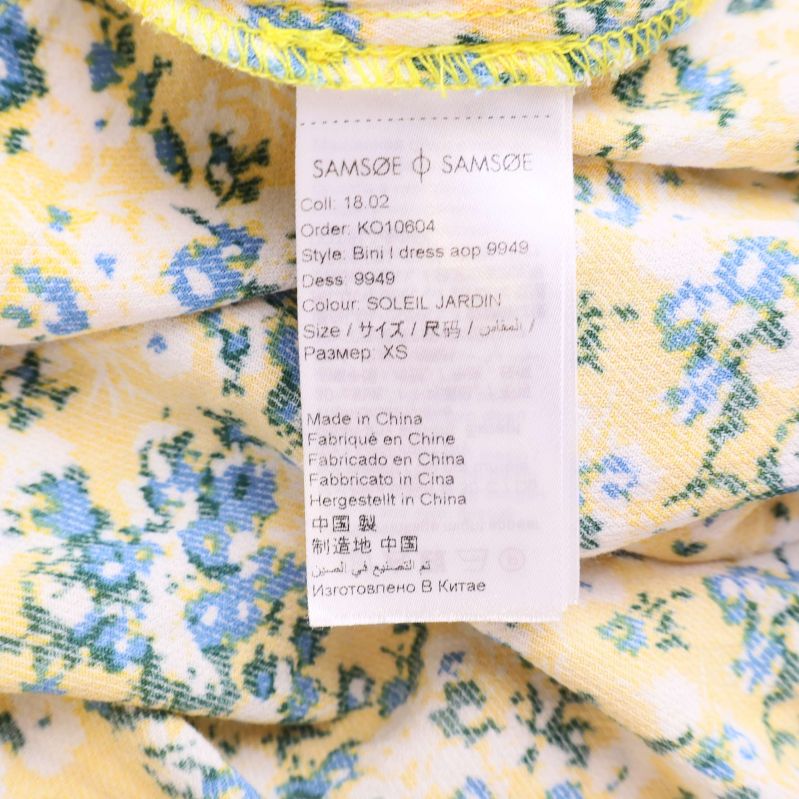 SAMSØE ϕ SAMSØE
Coll: 18.02
Order: KO10604
Style: Bini l dress aop 9949
Dess: 9949
Colour: SOLEIL JARDIN
Size / サイズ / 尺码 / المقاس /
Размер: XS
Made in China
Fabriqué en Chine
Fabricado en China
Fabbricato in Cina
Hergestellt in China
中国 製
制造地 中国
تم التصنيع في الصين
Изготовлено В Китае